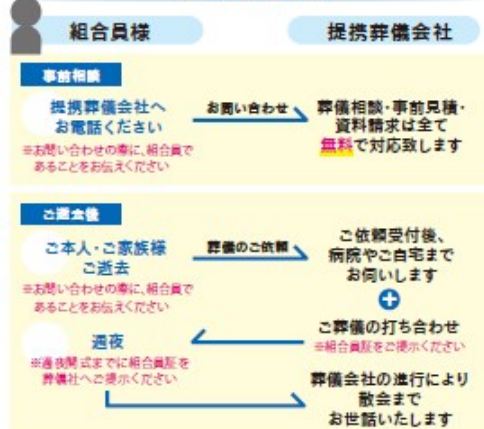 組合員様
提携葬儀会社
事前相談
提携葬儀会社へ
お電話ください
※お問い合わせの際に、組合員で
あることをお伝えください
お問い合わせ
葬儀相談・事前見積・
資料請求は全て
無料で対応致します
ご逝去後
ご本人・ご家族様
ご逝去
※お問い合わせの際に、組合員で
あることをお伝えください
葬儀のご依頼
ご依頼受付後、
病院やご自宅まで
お伺いします
ご葬儀の打ち合わせ
※組合員証をご提示ください
通夜
※通夜開式までに組合員証を
葬儀社へご提示ください
葬儀会社の進行により
散会まで
お世話いたします